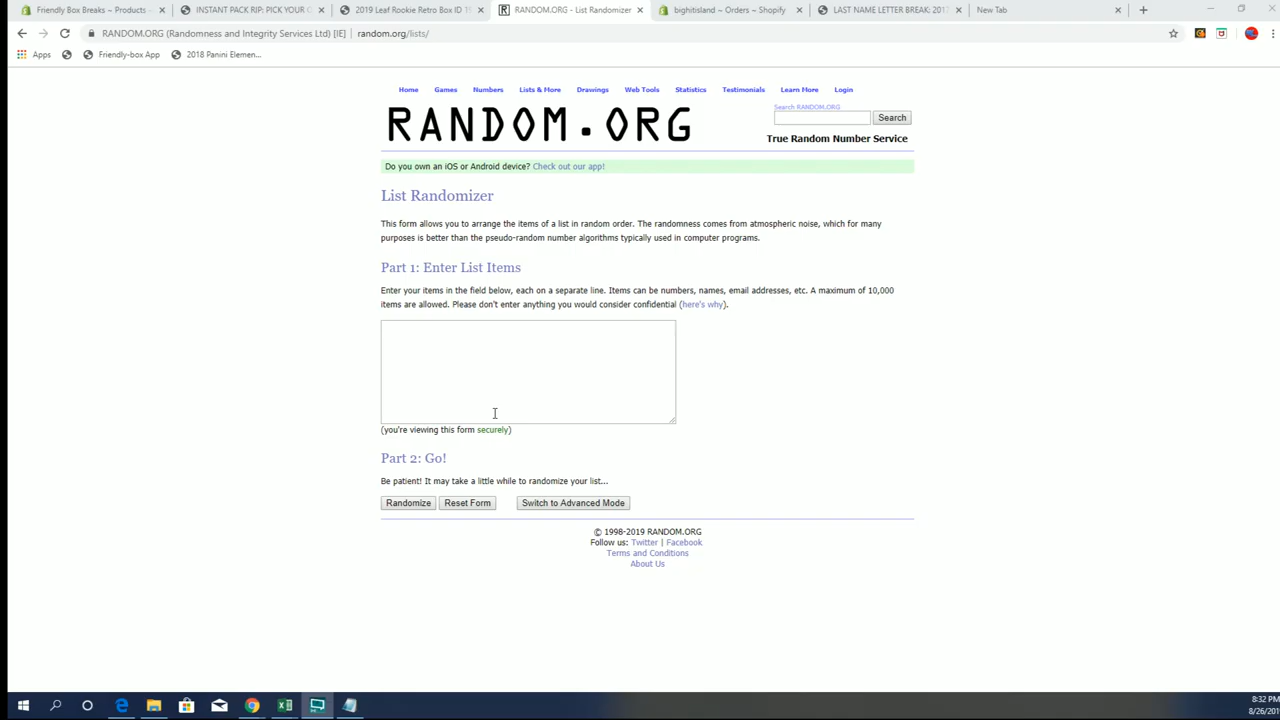 Friendly Box Breaks ~ Products ~
INSTANT PACK RIP: PICK YOUR O
2019 Leaf Rookie Retro Box ID 15
RANDOM.ORG - List Randomizer
bighitisland ~ Orders ~ Shopify
LAST NAME LETTER BREAK: 2017
New Tab
RANDOM.ORG (Randomness and Integrity Services Ltd) [IE] | random.org/lists/
Apps
Friendly-box App
2018 Panini Elemen...
Home Games Numbers Lists & More Drawings Web Tools Statistics Testimonials Learn More Login
RANDOM.ORG
Search RANDOM.ORG
Search
True Random Number Service
Do you own an iOS or Android device? Check out our app!
List Randomizer
This form allows you to arrange the items of a list in random order. The randomness comes from atmospheric noise, which for many
purposes is better than the pseudo-random number algorithms typically used in computer programs.
Part 1: Enter List Items
Enter your items in the field below, each on a separate line. Items can be numbers, names, email addresses, etc. A maximum of 10,000
items are allowed. Please don't enter anything you would consider confidential (here's why).
(you're viewing this form securely)
Part 2: Go!
Be patient! It may take a little while to randomize your list...
Randomize Reset Form Switch to Advanced Mode
© 1998-2019 RANDOM.ORG
Follow us: Twitter | Facebook
Terms and Conditions
About Us
8:32 PM
8/26/201